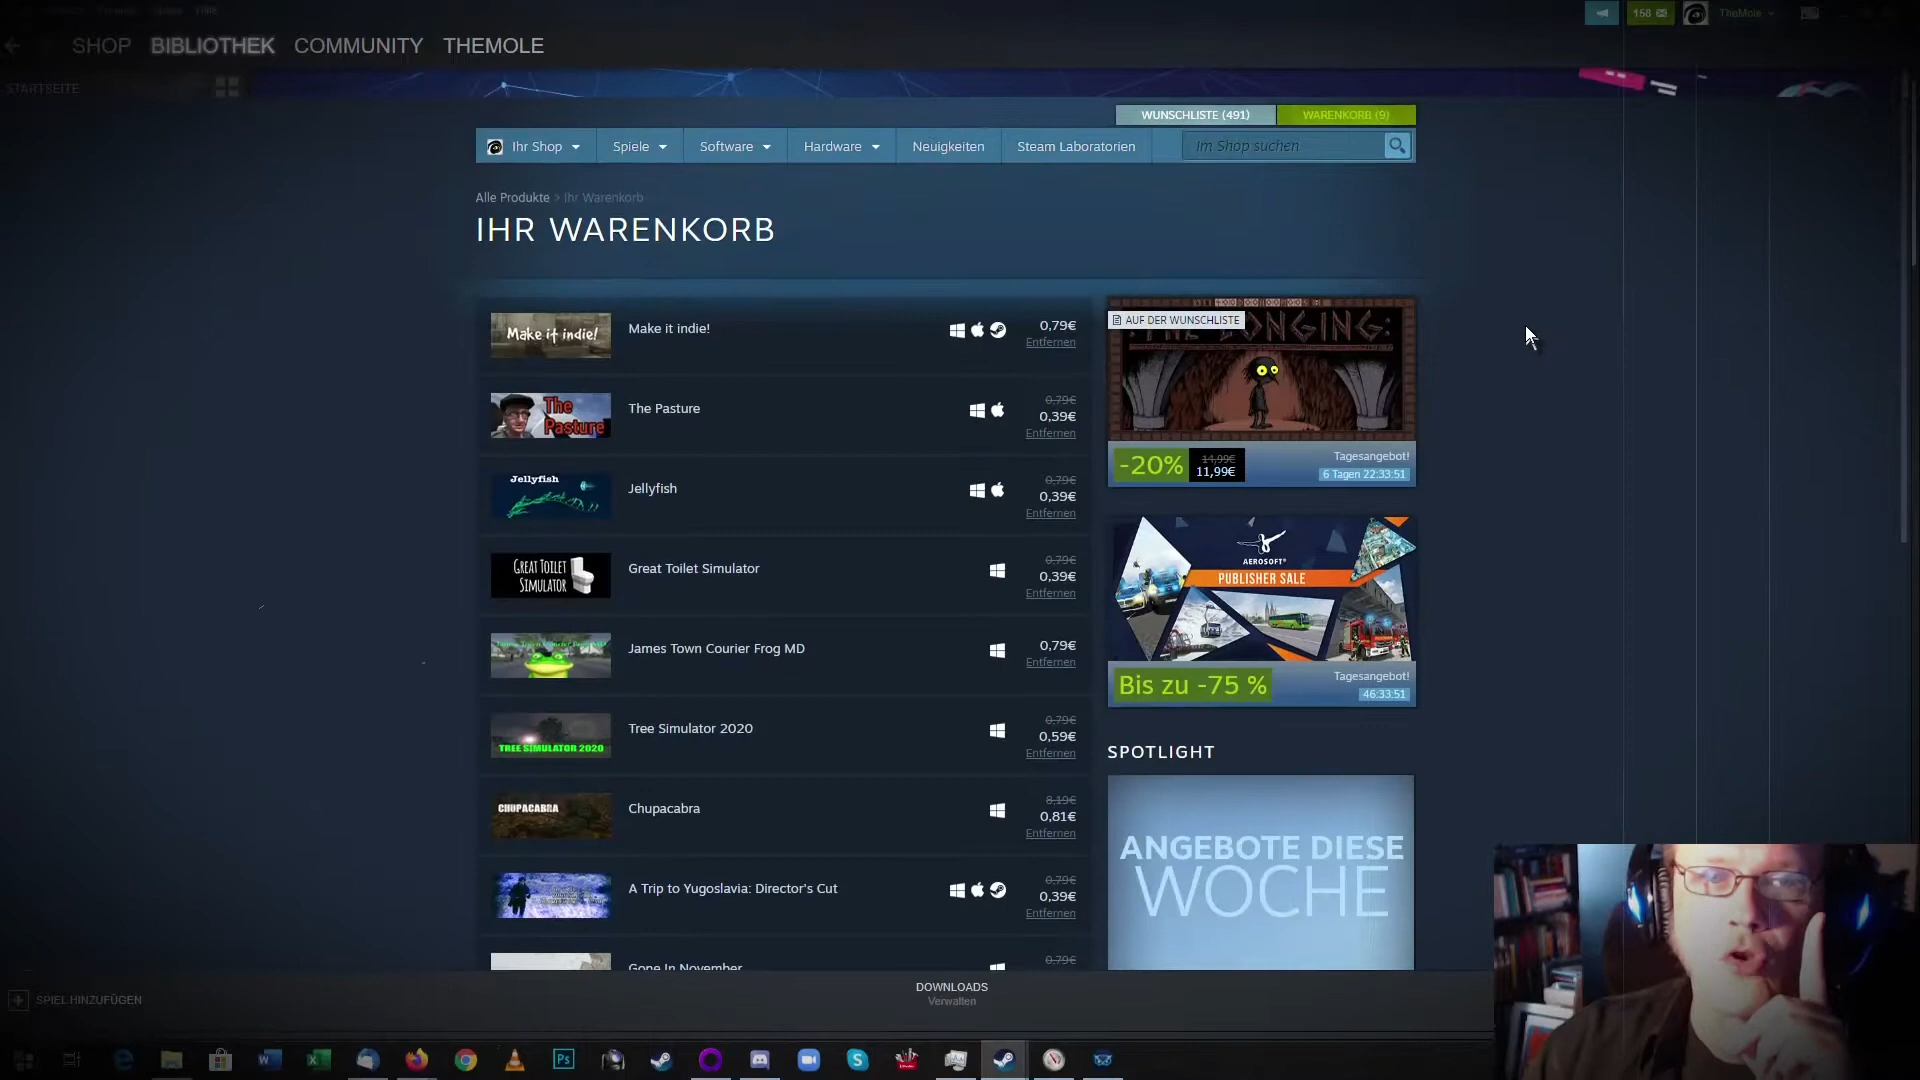 158
TheMole
SHOP
BIBLIOTHEK
COMMUNITY
THEMOLE
STARTSEITE
WUNSCHLISTE (491)
WARENKORB (9)
Ihr Shop
Spiele
Software
Hardware
Neuigkeiten
Steam Laboratorien
Im Shop suchen
Alle Produkte > Ihr Warenkorb
IHR WARENKORB
Make it indie!
Make it indie!
0,79€
Entfernen
The Pasture
The Pasture
0,79€
0,39€
Entfernen
Jellyfish
Jellyfish
0,79€
0,39€
Entfernen
GREAT TOILET
SIMULATOR
Great Toilet Simulator
0,79€
0,39€
Entfernen
James Town Courier Frog MD
0,79€
Entfernen
TREE SIMULATOR 2020
Tree Simulator 2020
0,79€
0,59€
Entfernen
CHUPACABRA
Chupacabra
8,19€
0,81€
Entfernen
A Trip to Yugoslavia: Director's Cut
0,79€
0,39€
Entfernen
Gone In November
0,79€
AUF DER WUNSCHLISTE
THE LONGING:
-20%
14,99€
11,99€
Tagesangebot!
6 Tagen 22:33:51
AEROSOFT
PUBLISHER SALE
Bis zu -75 %
Tagesangebot!
46:33:51
SPOTLIGHT
ANGEBOTE DIESE
WOCHE
SPIEL HINZUFÜGEN
DOWNLOADS
Verwalten